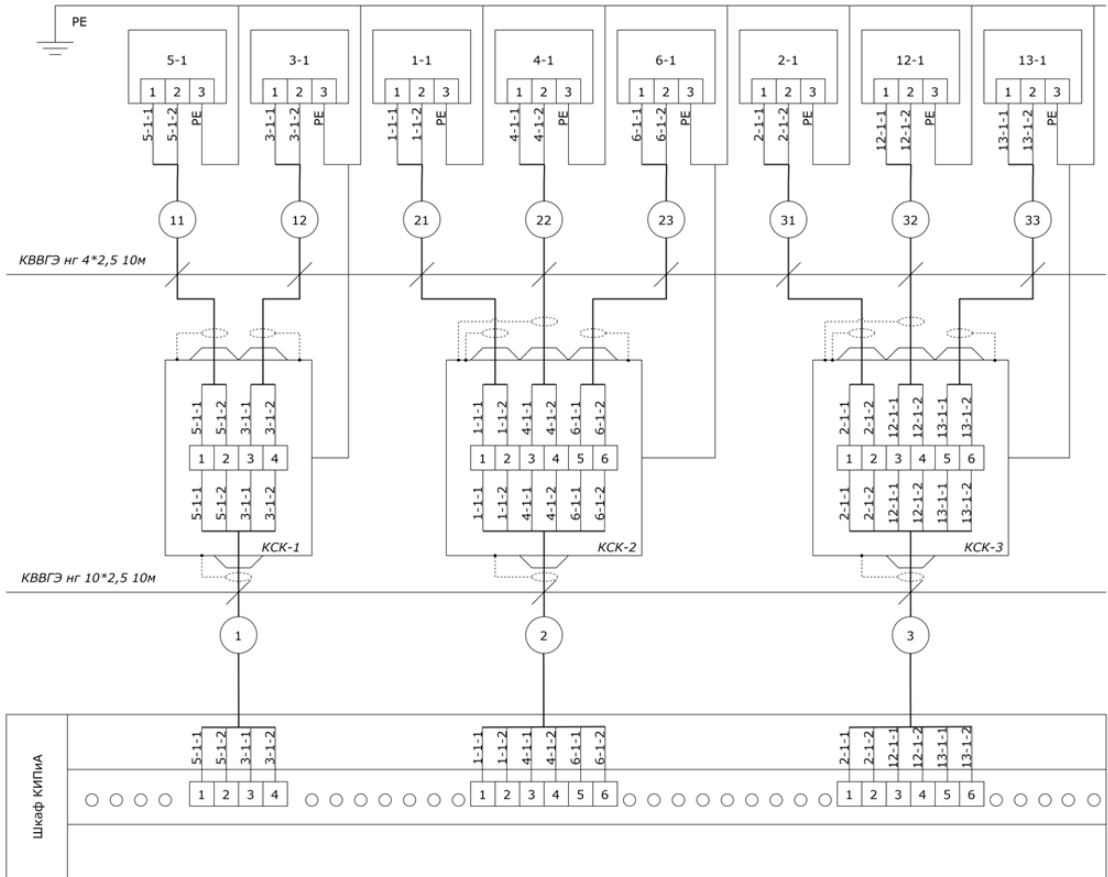 PE
5-1 3-1 1-1 4-1 6-1 2-1 12-1 13-1
1 2 3 1 2 3 1 2 3 1 2 3 1 2 3 1 2 3 1 2 3 1 2 3
5-1-1 5-1-2 PE 3-1-1 3-1-2 PE 1-1-1 1-1-2 PE 4-1-1 4-1-2 PE 6-1-1 6-1-2 PE 2-1-1 2-1-2 PE 12-1-1 12-1-2 PE 13-1-1 13-1-2 PE
11 12 21 22 23 31 32 33
КВВГЭ нг 4*2,5 10м
5-1-1 5-1-2 3-1-1 3-1-2 1-1-1 1-1-2 4-1-1 4-1-2 6-1-1 6-1-2 2-1-1 2-1-2 12-1-1 12-1-2 13-1-1 13-1-2
1 2 3 4 1 2 3 4 5 6 1 2 3 4 5 6
5-1-1 5-1-2 3-1-1 3-1-2 1-1-1 1-1-2 4-1-1 4-1-2 6-1-1 6-1-2 2-1-1 2-1-2 12-1-1 12-1-2 13-1-1 13-1-2
КСК-1 КСК-2 КСК-3
КВВГЭ нг 10*2,5 10м
1 2 3
5-1-1 5-1-2 3-1-1 3-1-2 1-1-1 1-1-2 4-1-1 4-1-2 6-1-1 6-1-2 2-1-1 2-1-2 12-1-1 12-1-2 13-1-1 13-1-2
Шкаф КИПиА
1 2 3 4 1 2 3 4 5 6 1 2 3 4 5 6